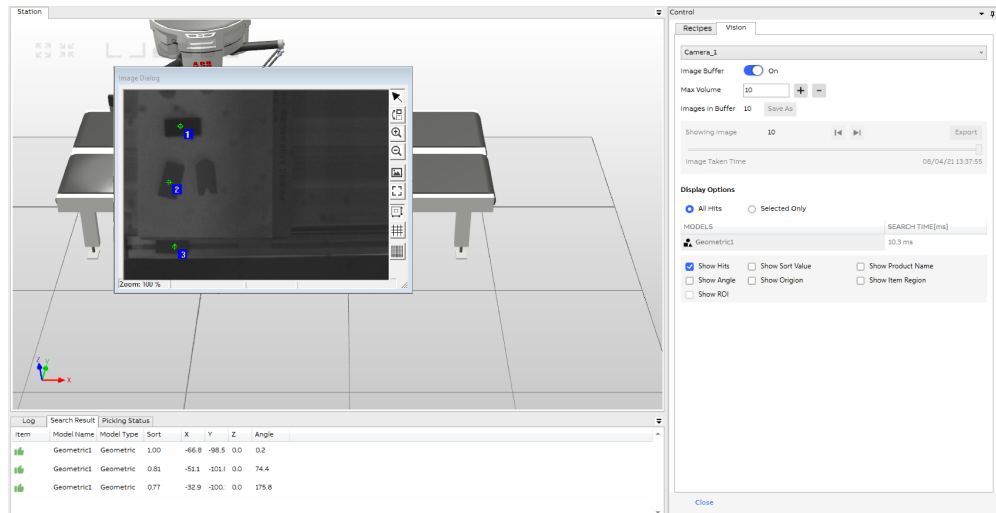 Station
ABB
Image Dialog
1
2
3
Zoom: 100 %
Z
Y
X
Log Search Result Picking Status
Item Model Name Model Type Sort X Y Z Angle
Geometric1 Geometric 1.00 -66.8 -98.5 0.0 0.2
Geometric1 Geometric 0.81 -51.1 -101.( 0.0 74.4
Geometric1 Geometric 0.77 -32.9 -100.: 0.0 175.8
Control
Recipes Vision
Camera_1
Image Buffer On
Max Volume 10 + -
Images In Buffer 10 Save As
Showing Image 10 Export
Image Taken Time 08/04/21 13:37:55
Display Options
All Hits Selected Only
MODELS SEARCH TIME[ms]
Geometric1 10.3 ms
Show Hits Show Sort Value Show Product Name
Show Angle Show Origion Show Item Region
Show ROI
Close